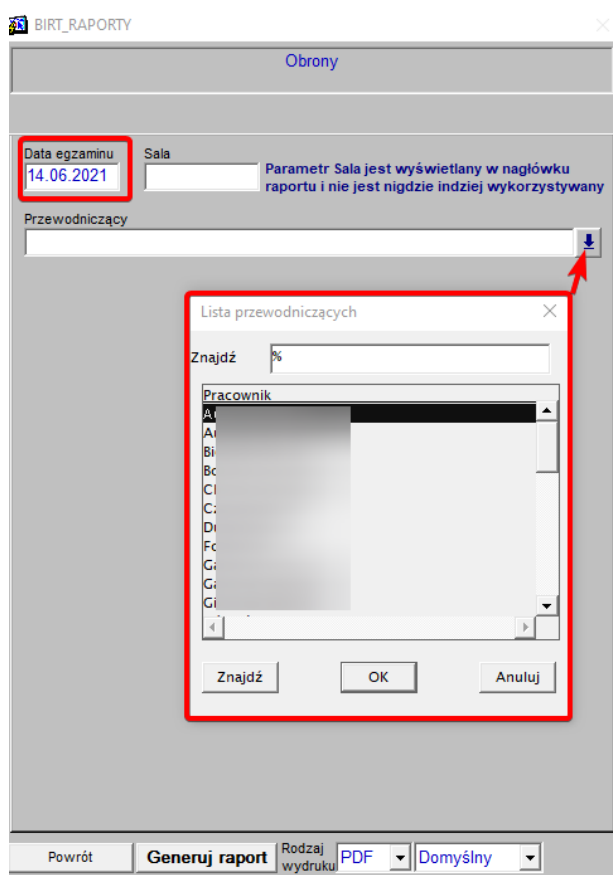 BIRT_RAPORTY
Obrony
Data egzaminu
Sala
14.06.2021
Parametr Sala jest wyświetlany w nagłówku
raportu i nie jest nigdzie indziej wykorzystywany
Przewodniczący
Lista przewodniczących
Znajdź
%
Pracownik
Znajdź
OK
Anuluj
Powrót
Generuj raport
Rodzaj
wydruku
PDF
Domyślny